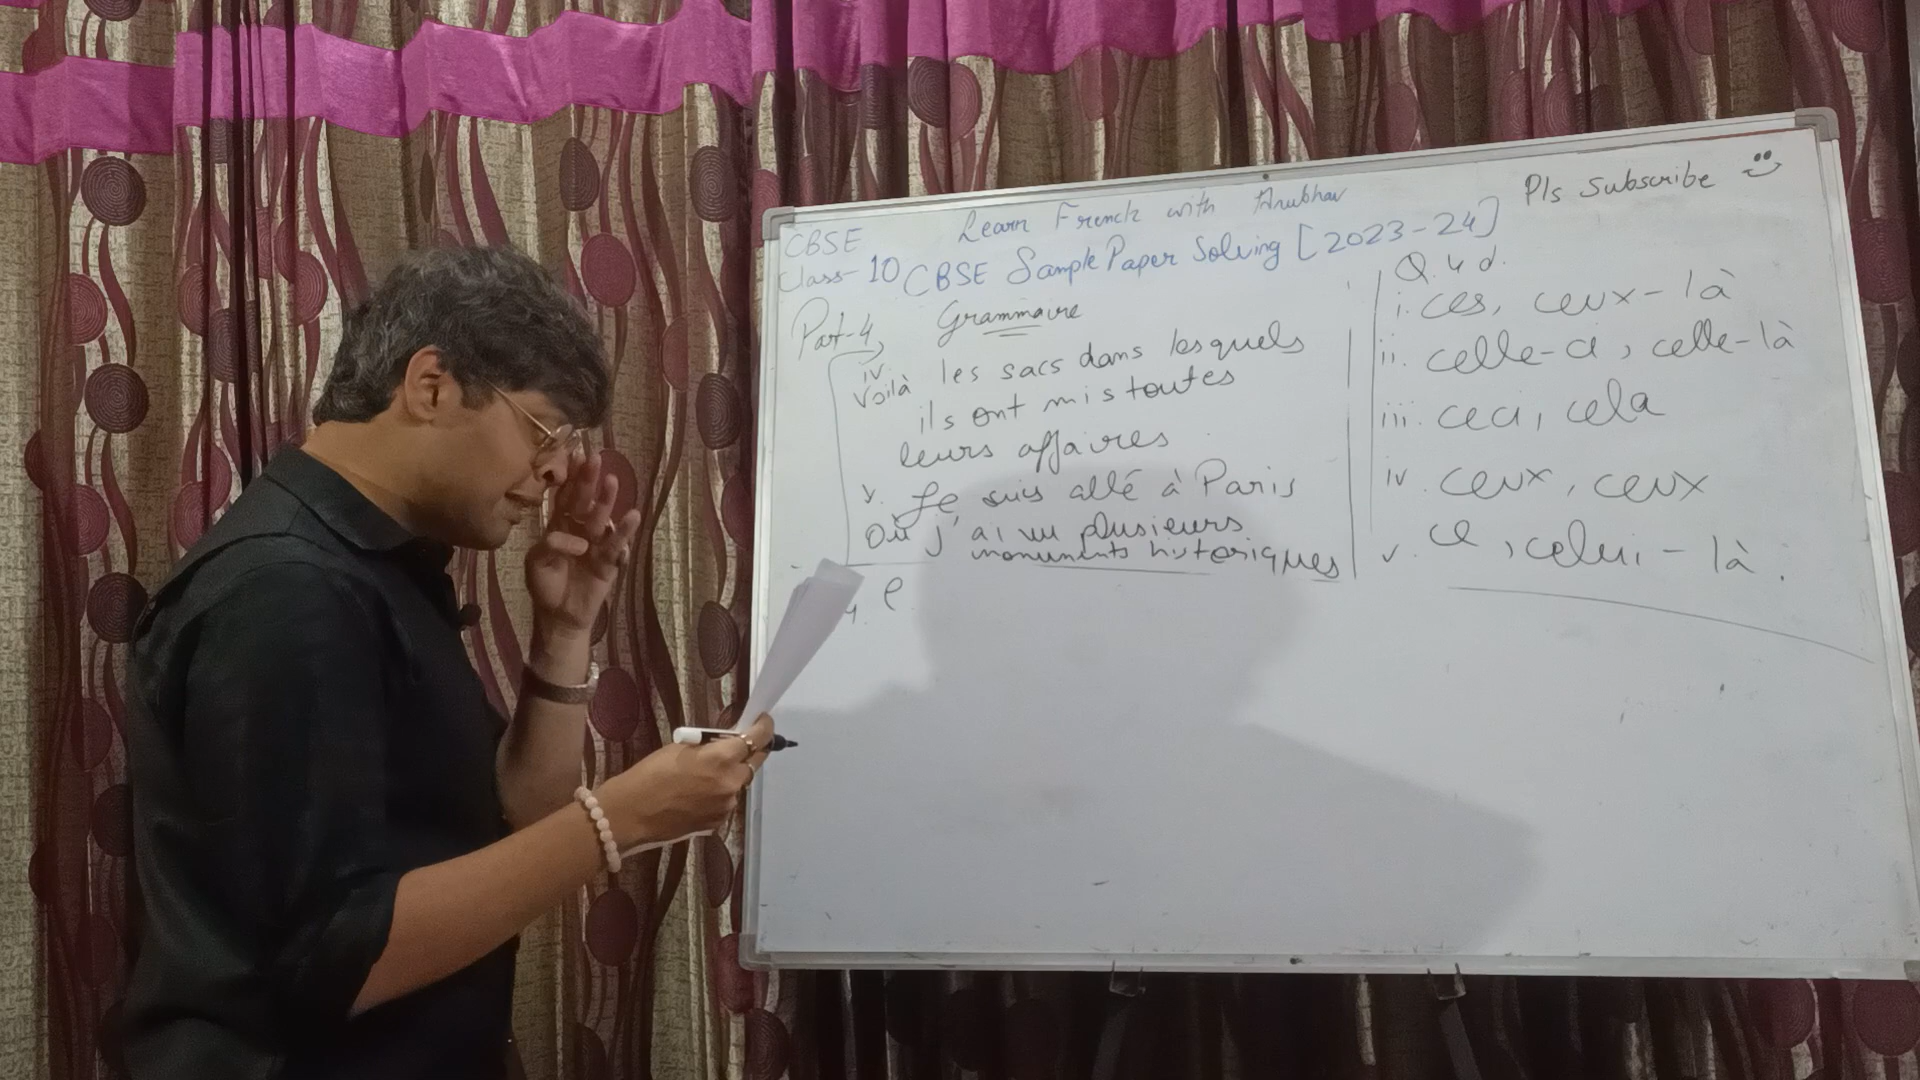 Learn French with Anubhav
Pls Subscribe
CBSE
Class-10
CBSE Sample Paper Solving [2023-24]
Part-4
Grammaire
iv.
Voilà les sacs dans lesquels
ils ont mis toutes
leurs affaires
v. Je suis allé à Paris
Où j'ai vu plusieurs
monuments historiques
4. e
Q. 4 d.
i. ces, ceux-là
ii. celle-ci, celle-là
iii. ceci, cela
iv. ceux, ceux
v. ce, celui-là.